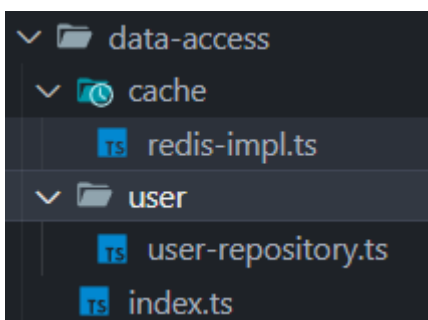 data-access
cache
TS redis-impl.ts
user
TS user-repository.ts
TS index.ts